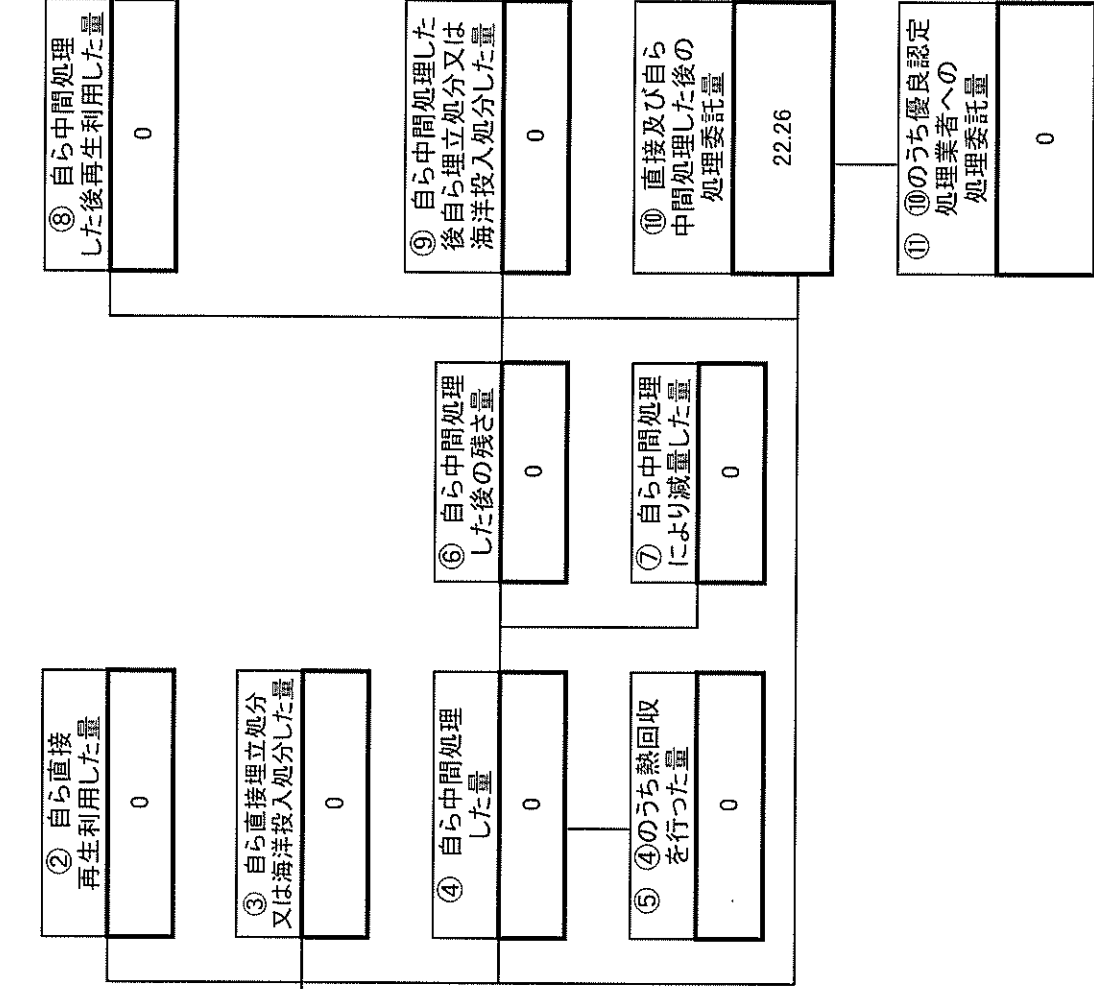 ② 自ら直接
再生利用した量
0
③ 自ら直接埋立処分
又は海洋投入処分した量
0
④ 自ら中間処理
した量
0
⑤ ④のうち熱回収
を行った量
0
⑥ 自ら中間処理
した後の残さ量
0
⑦ 自ら中間処理
により減量した量
0
⑧ 自ら中間処理
した後再生利用した量
0
⑨ 自ら中間処理した
後自ら埋立処分又は
海洋投入処分した量
0
⑩ 直接及び自ら
中間処理した後の
処理委託量
22.26
⑪ ⑩のうち優良認定
処理業者への
処理委託量
0